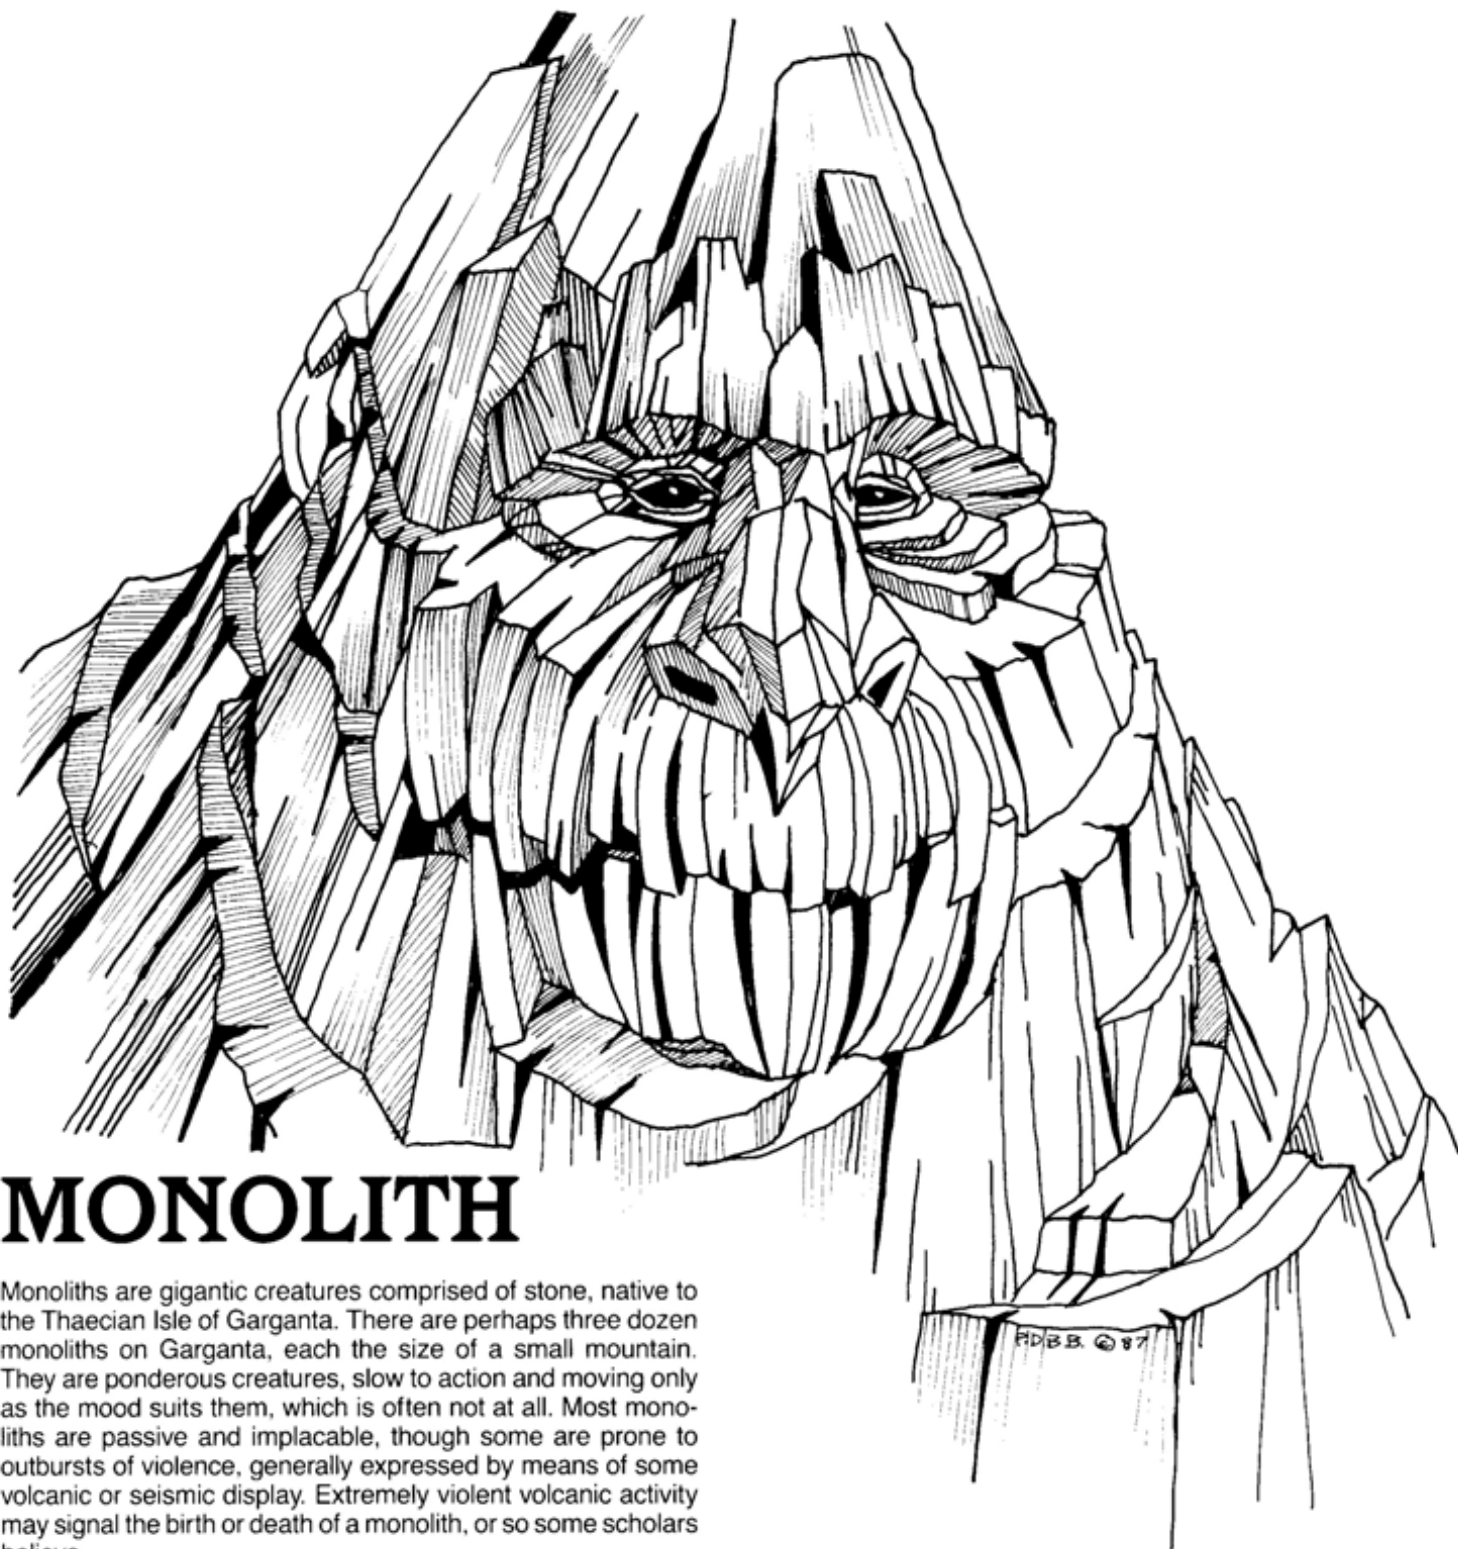 P.D.B.B. © '87
MONOLITH
Monoliths are gigantic creatures comprised of stone, native to
the Thaecian Isle of Garganta. There are perhaps three dozen
monoliths on Garganta, each the size of a small mountain.
They are ponderous creatures, slow to action and moving only
as the mood suits them, which is often not at all. Most mono-
liths are passive and implacable, though some are prone to
outbursts of violence, generally expressed by means of some
volcanic or seismic display. Extremely violent volcanic activity
may signal the birth or death of a monolith, or so some scholars